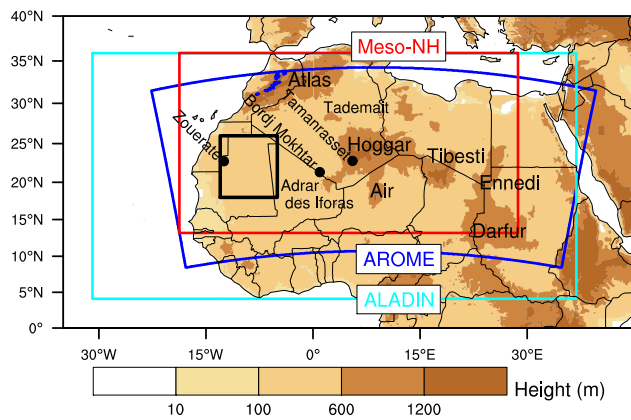 40°N
35°N
30°N
25°N
20°N
15°N
10°N
5°N
0°
Meso-NH
Atlas
Tademait
Zouerate
Bordj Mokhtar
Tamanrasset
Hoggar
Tibesti
Adrar
des Iforas
Air
Ennedi
Darfur
AROME
ALADIN
30°W 15°W 0° 15°E 30°E
10 100 600 1200 Height (m)